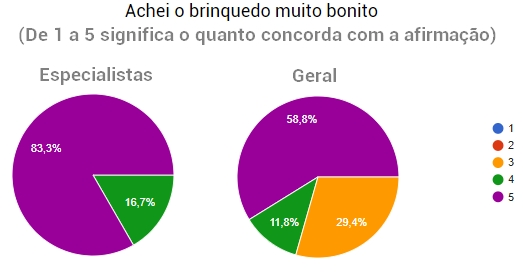 Achei o brinquedo muito bonito
(De 1 a 5 significa o quanto concorda com a afirmação)
Especialistas
Geral
83,3%
16,7%
58,8%
11,8%
29,4%
1
2
3
4
5